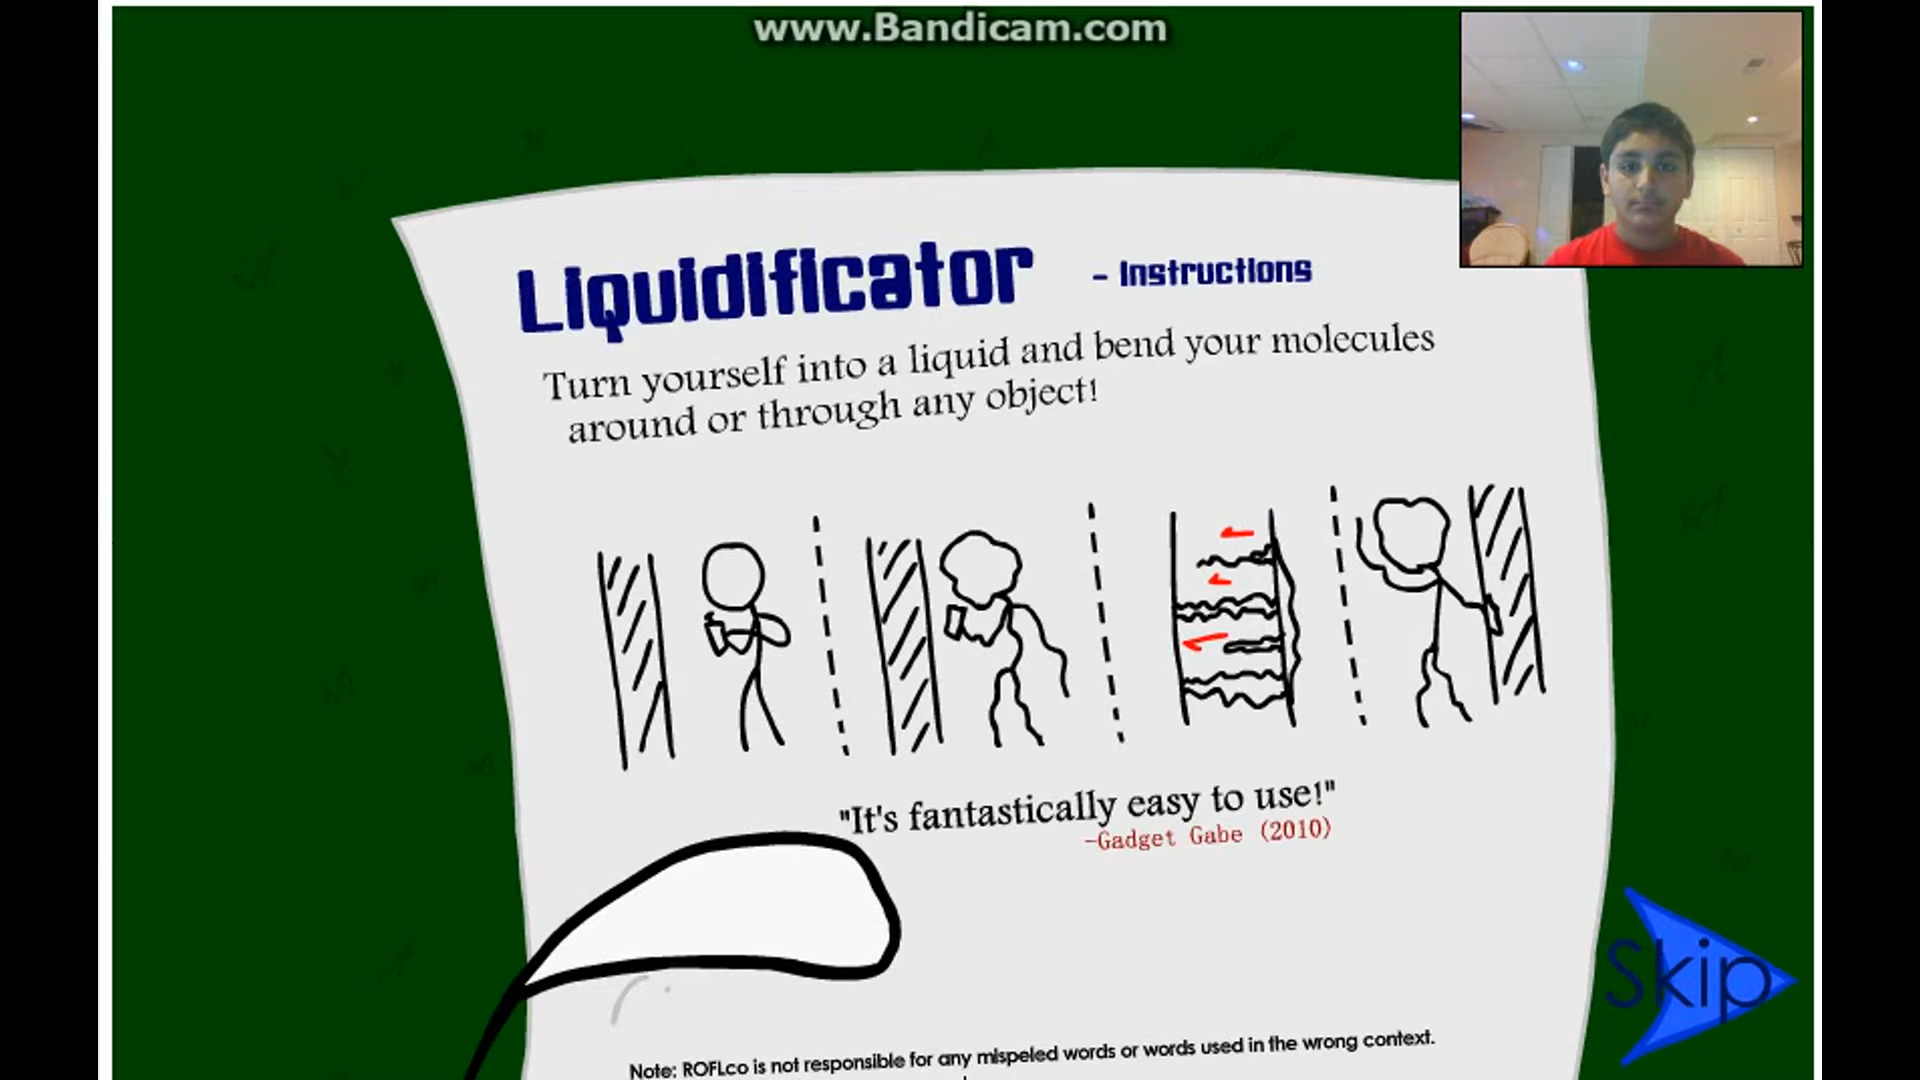 www.Bandicam.com
Liquidificator - Instructions
Turn yourself into a liquid and bend your molecules
around or through any object!
"It's fantastically easy to use!"
-Gadget Gabe (2010)
Skip
Note: ROFLco is not responsible for any mispeled words or words used in the wrong context.